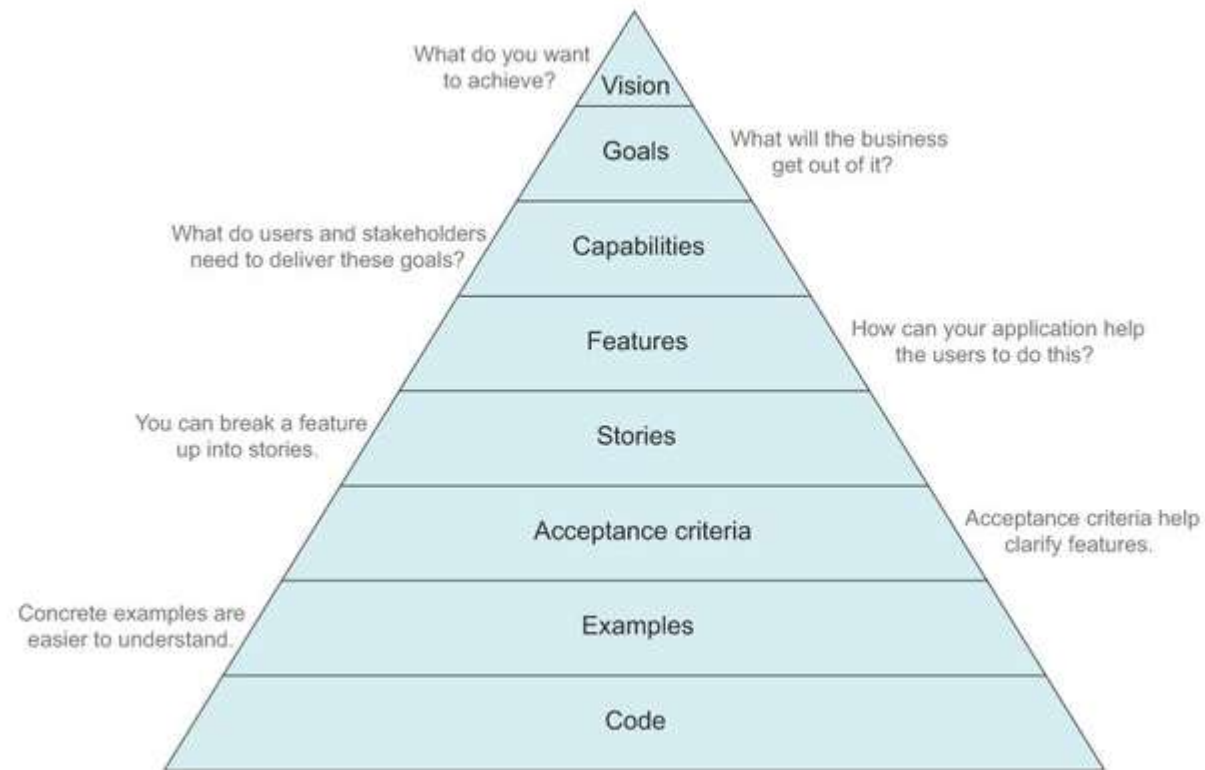 What do you want
to achieve?
Vision
Goals
What will the business
get out of it?
What do users and stakeholders
need to deliver these goals?
Capabilities
Features
How can your application help
the users to do this?
You can break a feature
up into stories.
Stories
Acceptance criteria
Acceptance criteria help
clarify features.
Concrete examples are
easier to understand.
Examples
Code